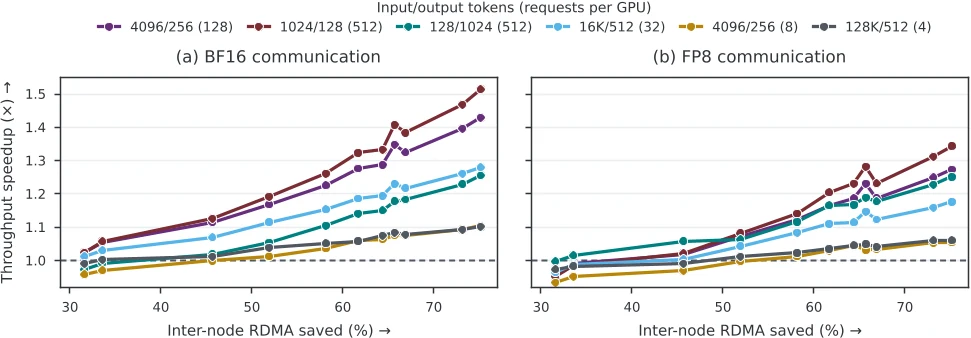 Input/output tokens (requests per GPU)
4096/256 (128) 1024/128 (512) 128/1024 (512) 16K/512 (32) 4096/256 (8) 128K/512 (4)
(a) BF16 communication
(b) FP8 communication
Throughput speedup (×) →
1.5
1.4
1.3
1.2
1.1
1.0
30 40 50 60 70
30 40 50 60 70
Inter-node RDMA saved (%) →
Inter-node RDMA saved (%) →